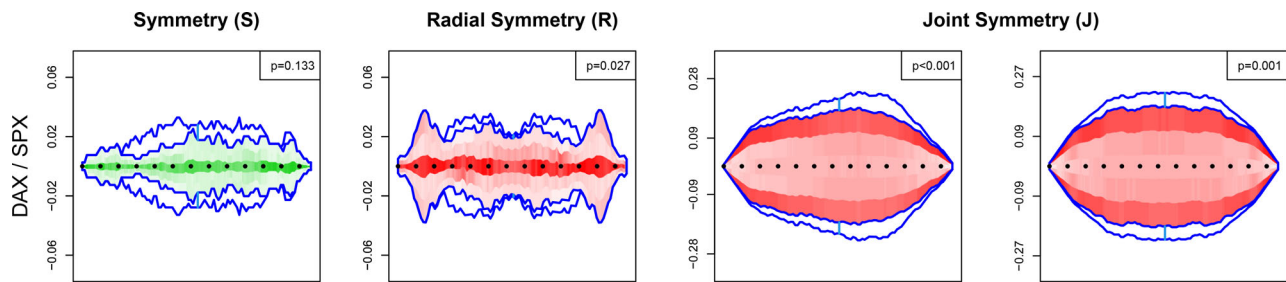 Symmetry (S)
Radial Symmetry (R)
Joint Symmetry (J)
DAX / SPX
p=0.133
0.06
0.02
−0.02
−0.06
p=0.027
0.06
0.02
−0.02
−0.06
p<0.001
0.28
0.09
−0.09
−0.28
p=0.001
0.27
0.09
−0.09
−0.27